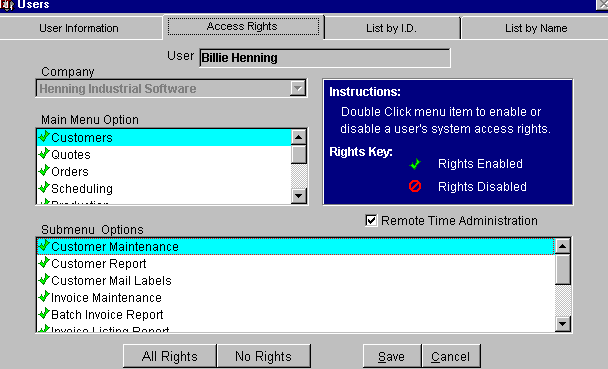 Users
User Information
Access Rights
List by I.D.
List by Name
User
Billie Henning
Company
Henning Industrial Software
Main Menu Option
Customers
Quotes
Orders
Scheduling
Production
Instructions:
Double Click menu item to enable or
disable a user's system access rights.
Rights Key:
Rights Enabled
Rights Disabled
Remote Time Administration
Submenu Options
Customer Maintenance
Customer Report
Customer Mail Labels
Invoice Maintenance
Batch Invoice Report
Invoice Listing Report
All Rights
No Rights
Save
Cancel